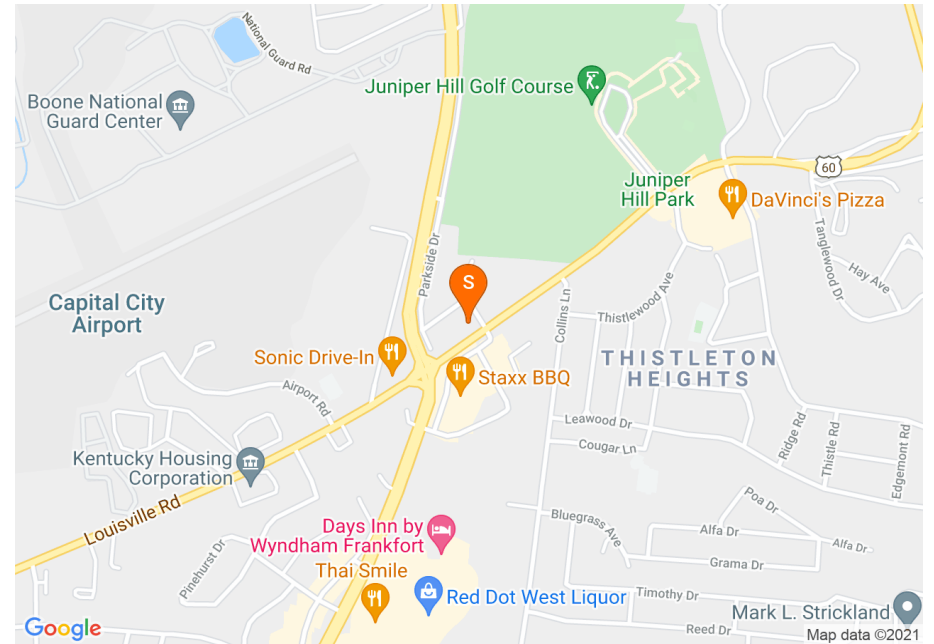 National Guard Rd
Boone National
Guard Center
Juniper Hill Golf Course
60
Juniper
Hill Park
DaVinci's Pizza
Tanglewood Dr
Hay Ave
Parkside Dr
S
Capital City
Airport
Collins Ln
Thistlewood Ave
THISTLETON
HEIGHTS
Sonic Drive-In
Staxx BBQ
Airport Rd
Leawood Dr
Cougar Ln
Ridge Rd
Thistle Rd
Edgemont Rd
Kentucky Housing
Corporation
Louisville Rd
Poa Dr
Bluegrass Ave
Alfa Dr
Alfa Dr
Grama Dr
Days Inn by
Wyndham Frankfort
Pinehurst Dr
Thai Smile
Red Dot West Liquor
Timothy Dr
Mark L. Strickland
Reed Dr
Google
Map data ©2021